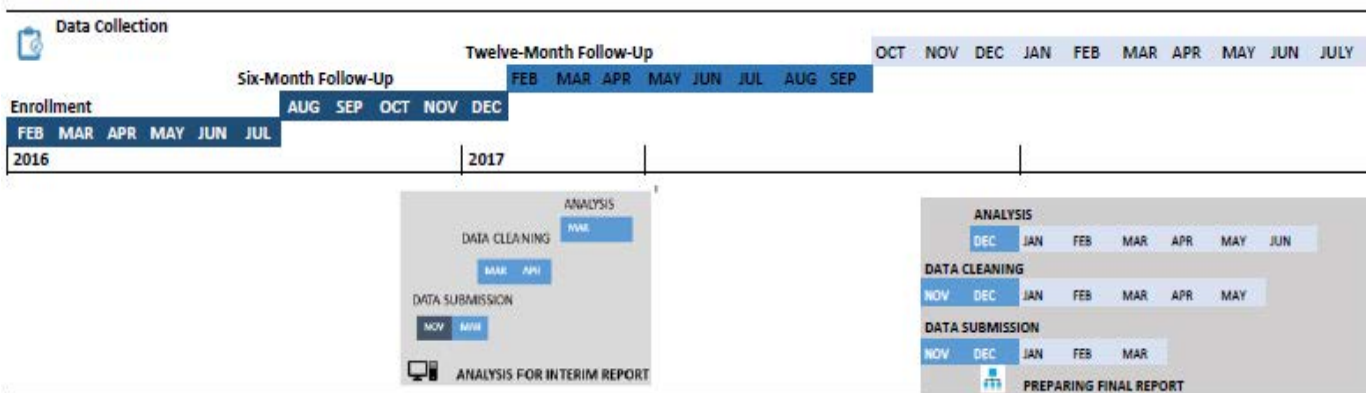 Data Collection
Twelve-Month Follow-Up
OCT NOV DEC JAN FEB MAR APR MAY JUN JULY
Six-Month Follow-Up
FEB MAR APR MAY JUN JUL AUG SEP
Enrollment
AUG SEP OCT NOV DEC
FEB MAR APR MAY JUN JUL
2016 2017
ANALYSIS
DATA CLEANING
MAR APR
DATA SUBMISSION
NOV
ANALYSIS FOR INTERIM REPORT
ANALYSIS
DEC JAN FEB MAR APR MAY JUN
DATA CLEANING
NOV DEC JAN FEB MAR APR MAY
DATA SUBMISSION
NOV DEC JAN FEB MAR
PREPARING FINAL REPORT